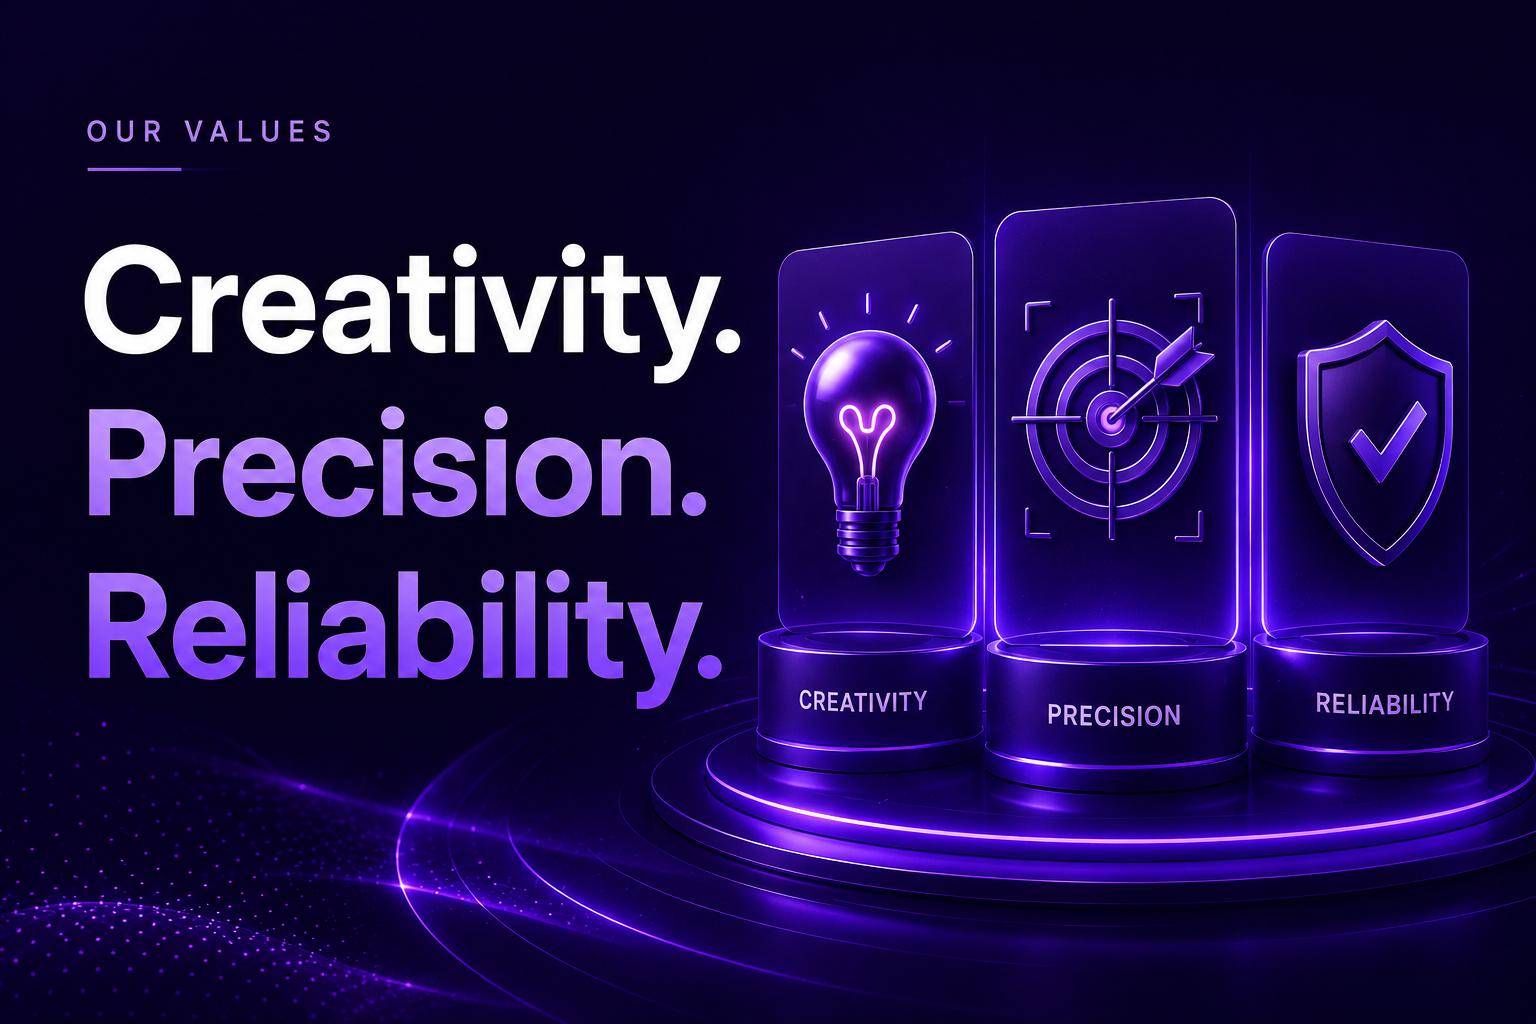 OUR VALUES
Creativity.
Precision.
Reliability.
CREATIVITY
PRECISION
RELIABILITY